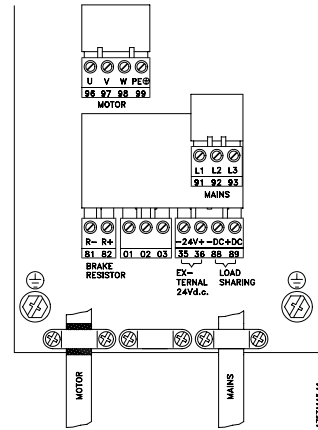 U V W PE
96 97 98 99
MOTOR
L1 L2 L3
91 92 93
MAINS
R- R+
81 82
01 02 03
-24V+ -DC+DC
35 36 88 89
BRAKE
RESISTOR
EX-
TERNAL
24Vd.c.
LOAD
SHARING
MOTOR
MAINS